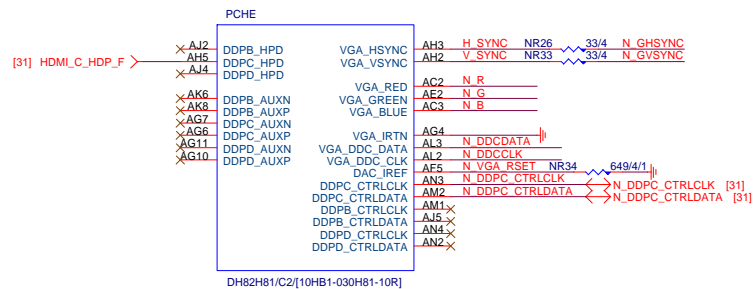 PCHE
AJ2 DDPB_HPD VGA_HSYNC AH3 H_SYNC NR26 33/4 N_GHSYNC
[31] HDMI_C_HDP_F AH5 DDPC_HPD VGA_VSYNC AH2 V_SYNC NR33 33/4 N_GVSYNC
AJ4 DDPD_HPD
VGA_RED AC2 N_R
AK6 DDPB_AUXN VGA_GREEN AE2 N_G
AK8 DDPB_AUXP VGA_BLUE AC3 N_B
AG7 DDPC_AUXN
AG6 DDPC_AUXP VGA_IRTN AG4
AG11 DDPD_AUXN VGA_DDC_DATA AL3 N_DDCDATA
AG10 DDPD_AUXP VGA_DDC_CLK AL2 N_DDCCLK
DAC_IREF AF5 N_VGA_RSET NR34 649/4/1
DDPC_CTRLCLK AN3 N_DDPC_CTRLCLK N_DDPC_CTRLCLK [31]
DDPC_CTRLDATA AM2 N_DDPC_CTRLDATA N_DDPC_CTRLDATA [31]
DDPB_CTRLCLK AM1
DDPB_CTRLDATA AJ5
DDPD_CTRLCLK AN4
DDPD_CTRLDATA AN2
DH82H81/C2/[10HB1-030H81-10R]